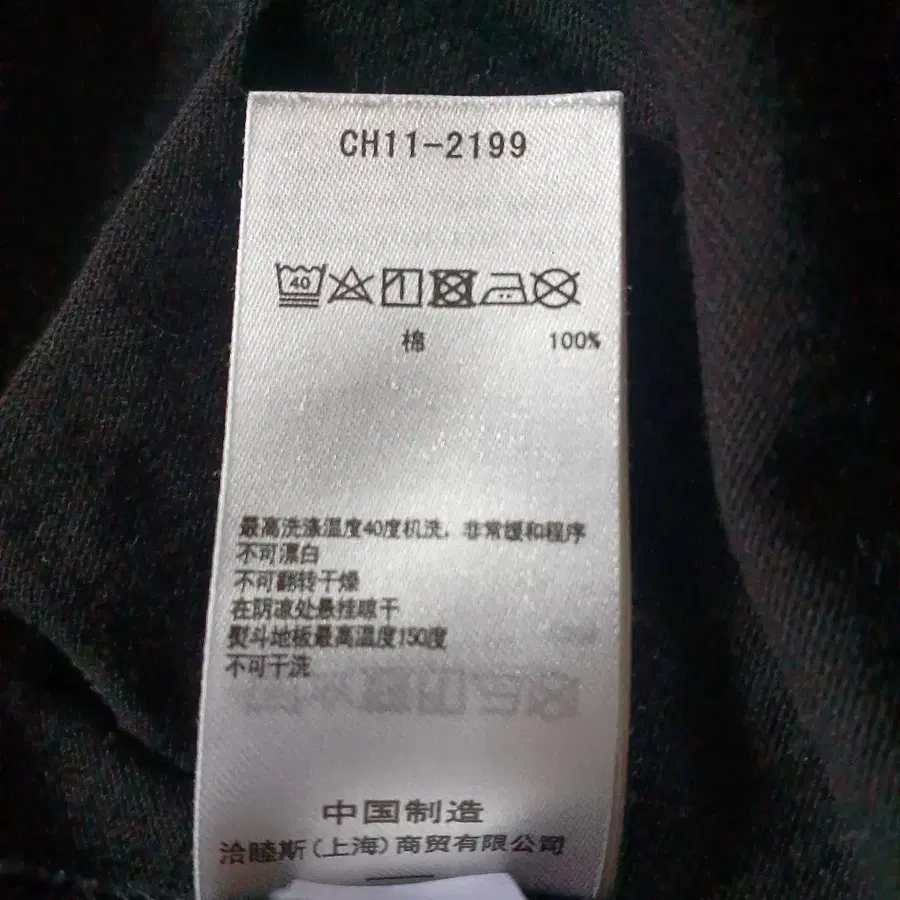 CH11-2199
40
棉 100%
最高洗涤温度40度机洗，非常缓和程序
不可漂白
不可翻转干燥
在阴凉处悬挂晾干
熨斗地板最高温度150度
不可干洗
中国制造
洽睦斯(上海)商贸有限公司